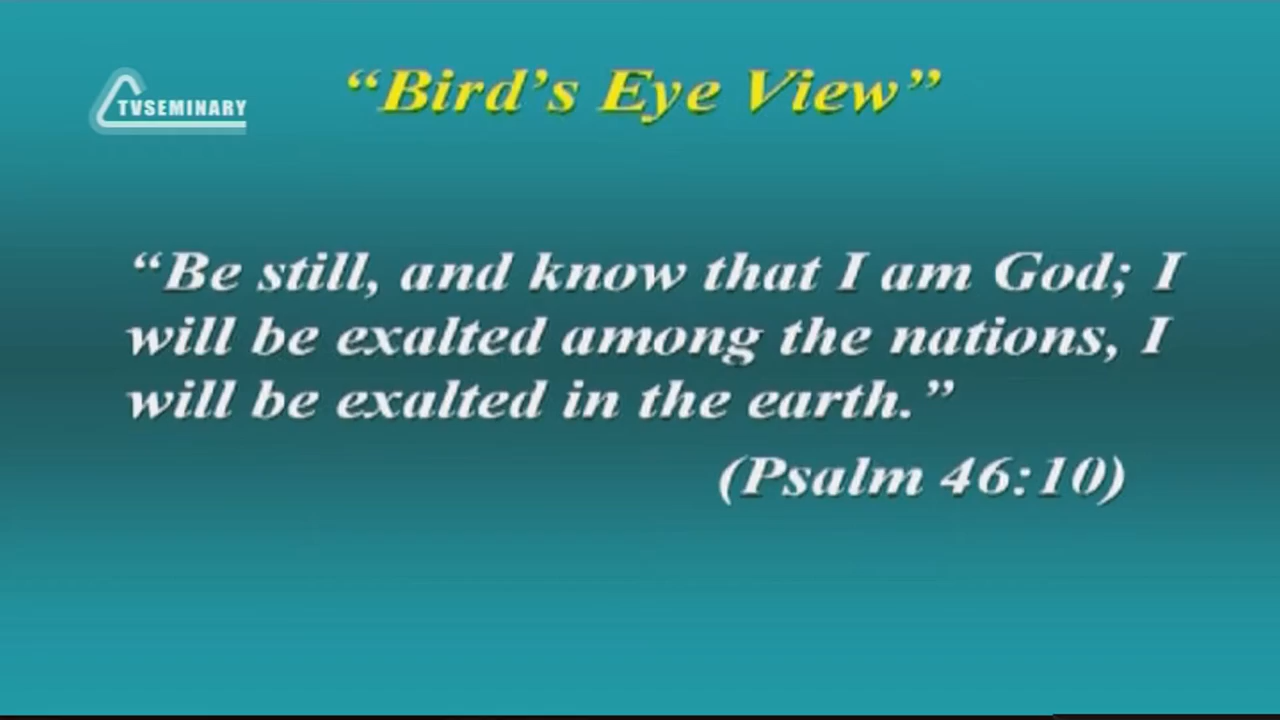 TVSEMINARY
“Bird’s Eye View”
“Be still, and know that I am God; I
will be exalted among the nations, I
will be exalted in the earth.”
(Psalm 46:10)